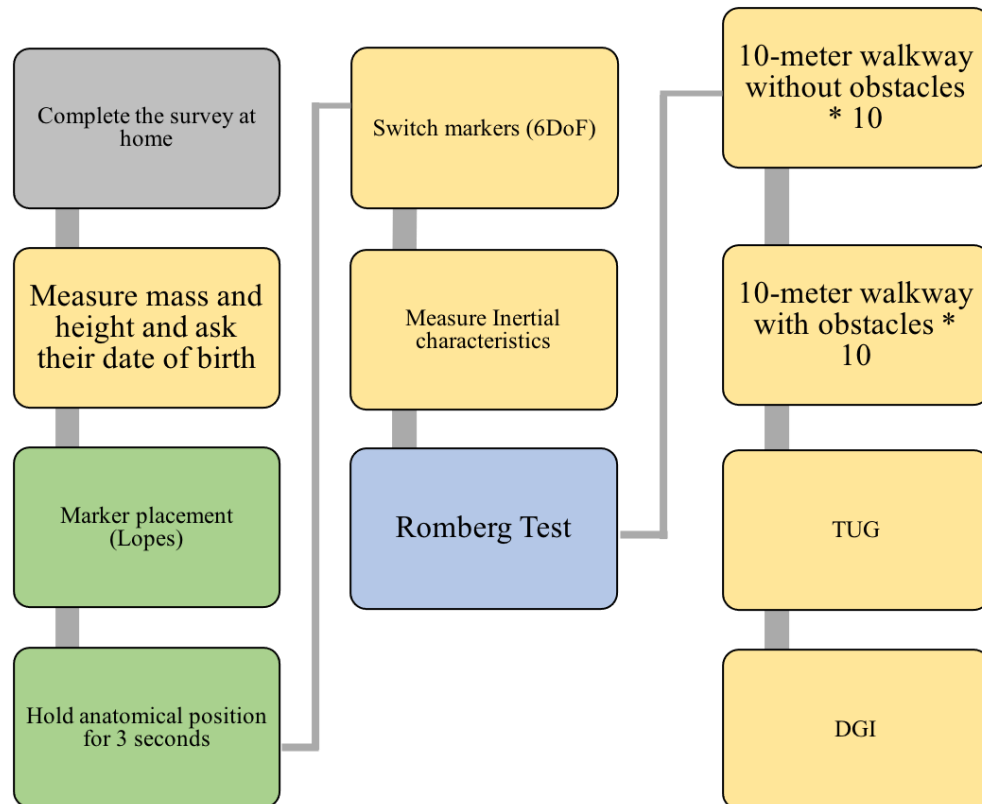 Complete the survey at
home
Measure mass and
height and ask
their date of birth
Marker placement
(Lopes)
Hold anatomical position
for 3 seconds
Switch markers (6DoF)
Measure Inertial
characteristics
Romberg Test
10-meter walkway
without obstacles
* 10
10-meter walkway
with obstacles *
10
TUG
DGI